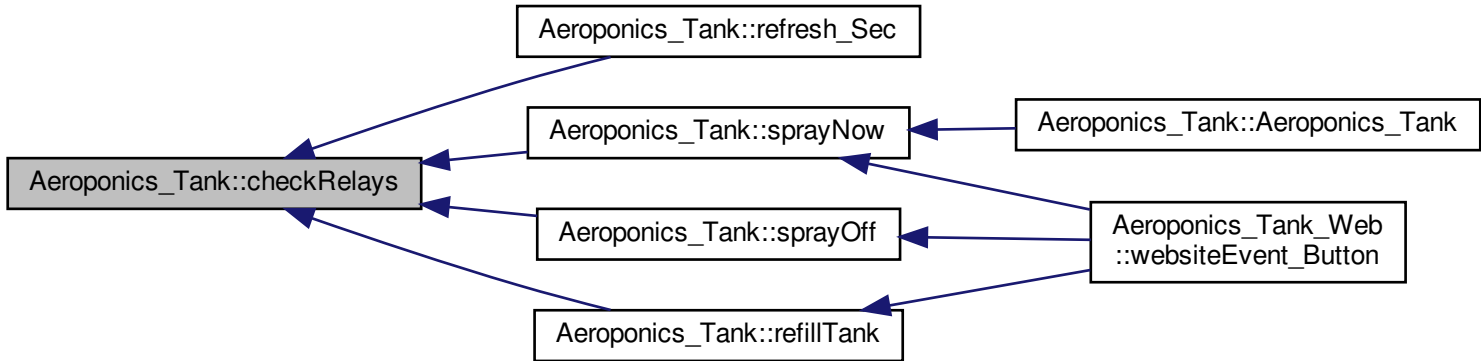 Aeroponics_Tank::refresh_Sec
Aeroponics_Tank::sprayNow
Aeroponics_Tank::Aeroponics_Tank
Aeroponics_Tank::checkRelays
Aeroponics_Tank::sprayOff
Aeroponics_Tank_Web
::websiteEvent_Button
Aeroponics_Tank::refillTank